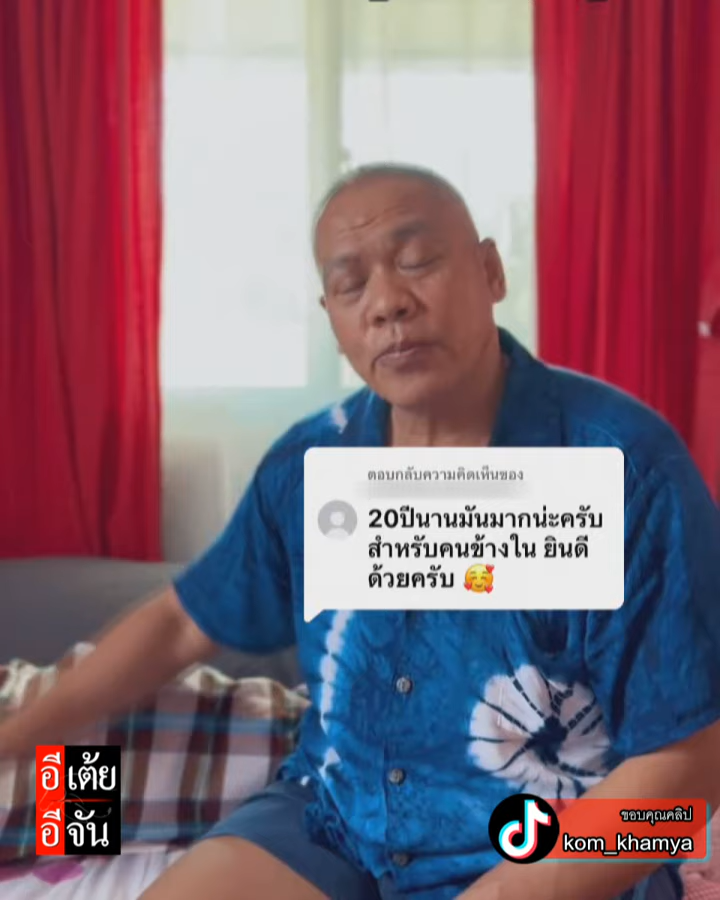 ตอบกลับความคิดเห็นของ
20ปีนานมันมากน่ะครับ
สำหรับคนข้างใน ยินดี
ด้วยครับ 🥰
อีเต้ย
อีจัน
ขอบคุณคลิป
kom_khamya